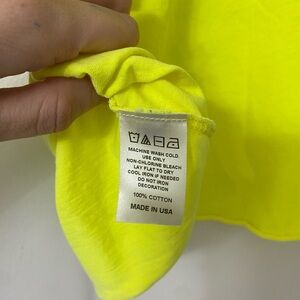 MACHINE WASH COLD.
USE ONLY
NON-CHLORINE BLEACH
LAY FLAT TO DRY
COOL IRON IF NEEDED
DO NOT IRON
DECORATION
100% COTTON
MADE IN USA